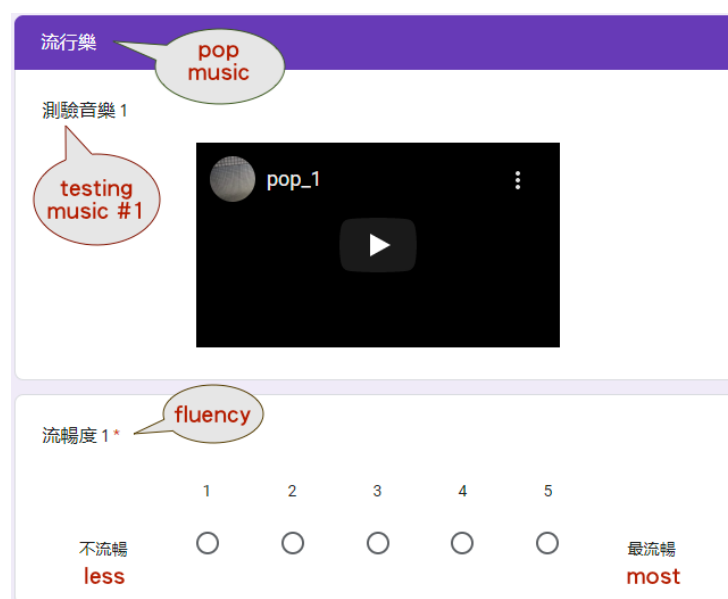 流行樂
pop
music
測驗音樂 1
testing
music #1
pop_1
流暢度 1 *
fluency
1 2 3 4 5
不流暢 最流暢
less most